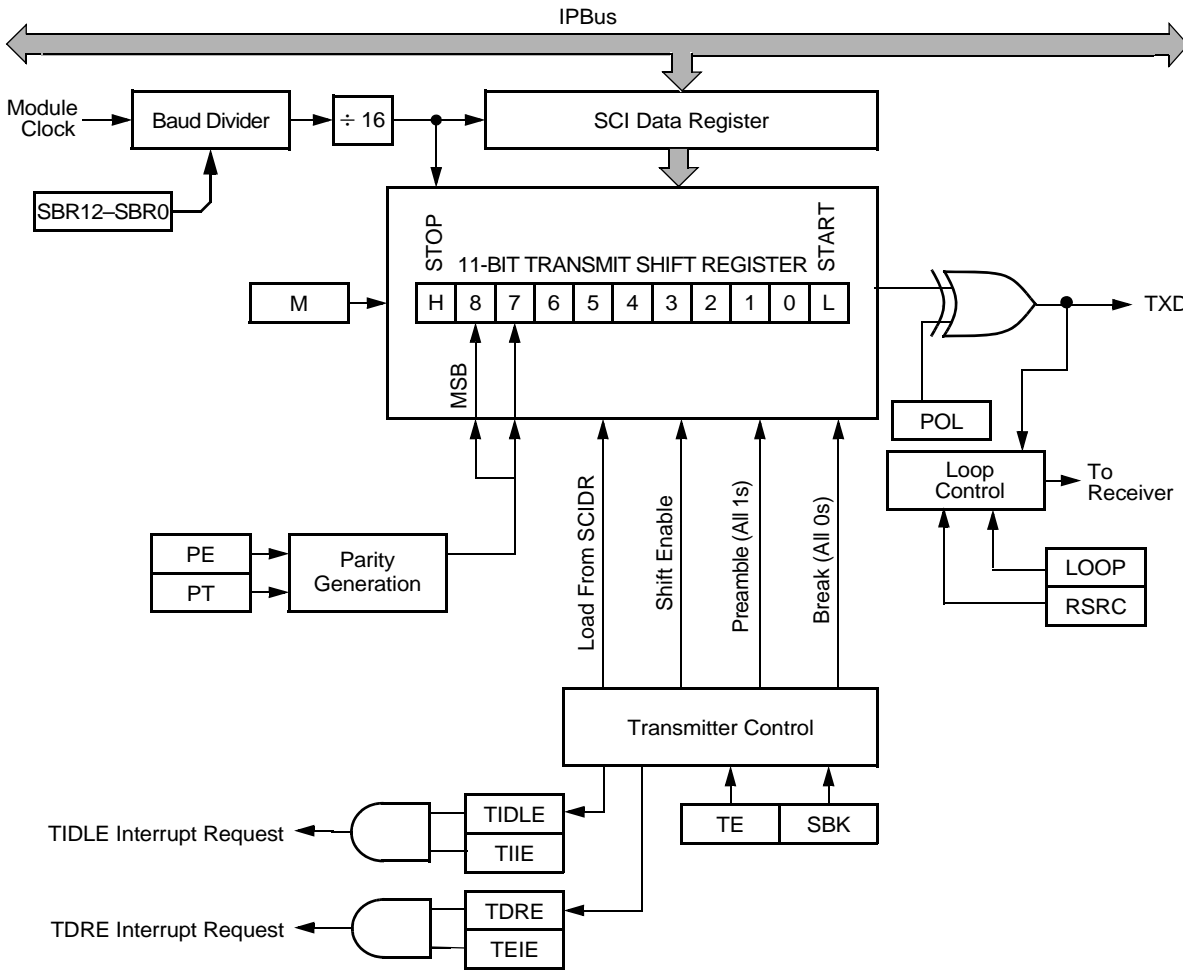 IPBus
Module
Clock
Baud Divider
÷ 16
SCI Data Register
SBR12–SBR0
STOP
START
11-BIT TRANSMIT SHIFT REGISTER
H 8 7 6 5 4 3 2 1 0 L
M
MSB
TXD
POL
Loop
Control
To
Receiver
LOOP
RSRC
PE
PT
Parity
Generation
Load From SCIDR
Shift Enable
Preamble (All 1s)
Break (All 0s)
Transmitter Control
TE
SBK
TIDLE
TIIE
TIDLE Interrupt Request
TDRE
TEIE
TDRE Interrupt Request